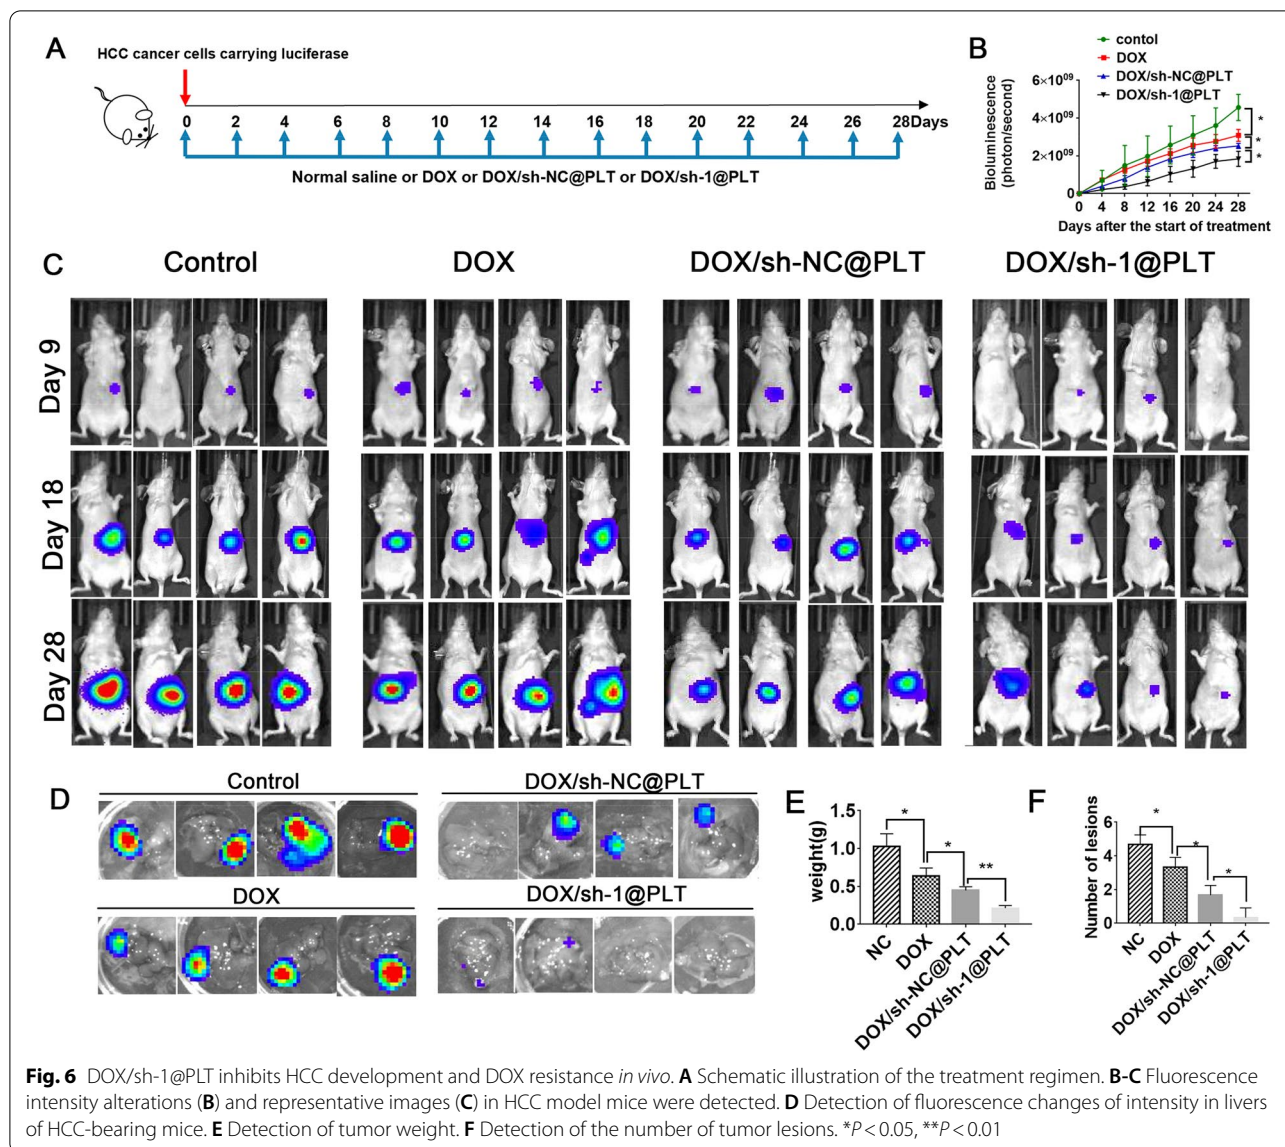 A
HCC cancer cells carrying luciferase
0 2 4 6 8 10 12 14 16 18 20 22 24 26 28Days
Normal saline or DOX or DOX/sh-NC@PLT or DOX/sh-1@PLT
B
contol
DOX
DOX/sh-NC@PLT
DOX/sh-1@PLT
Bioluminescence
(photon/second)
6×10⁰⁹
4×10⁰⁹
2×10⁰⁹
0
* * *
0 4 8 12 16 20 24 28
Days after the start of treatment
C
Control DOX DOX/sh-NC@PLT DOX/sh-1@PLT
Day 9
Day 18
Day 28
D
Control DOX/sh-NC@PLT
DOX DOX/sh-1@PLT
E
weight(g)
1.5
1.0
0.5
0.0
* * **
NC DOX DOX/sh-NC@PLT DOX/sh-1@PLT
F
Number of lesions
6
4
2
0
* * *
NC DOX DOX/sh-NC@PLT DOX/sh-1@PLT
Fig. 6 DOX/sh-1@PLT inhibits HCC development and DOX resistance in vivo. A Schematic illustration of the treatment regimen. B-C Fluorescence
intensity alterations (B) and representative images (C) in HCC model mice were detected. D Detection of fluorescence changes of intensity in livers
of HCC-bearing mice. E Detection of tumor weight. F Detection of the number of tumor lesions. *P < 0.05, **P < 0.01